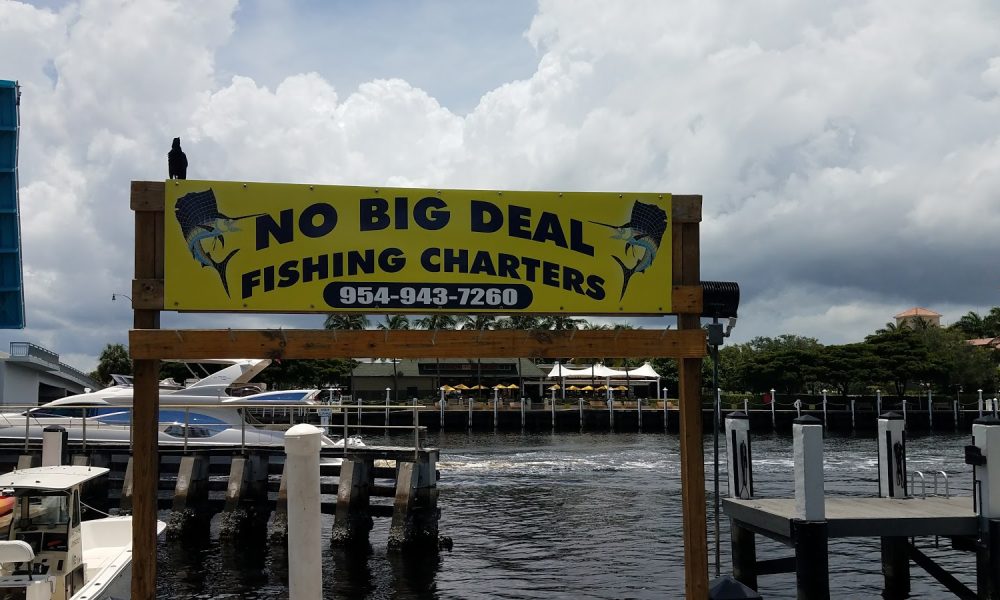 NO BIG DEAL
FISHING CHARTERS
954-943-7260